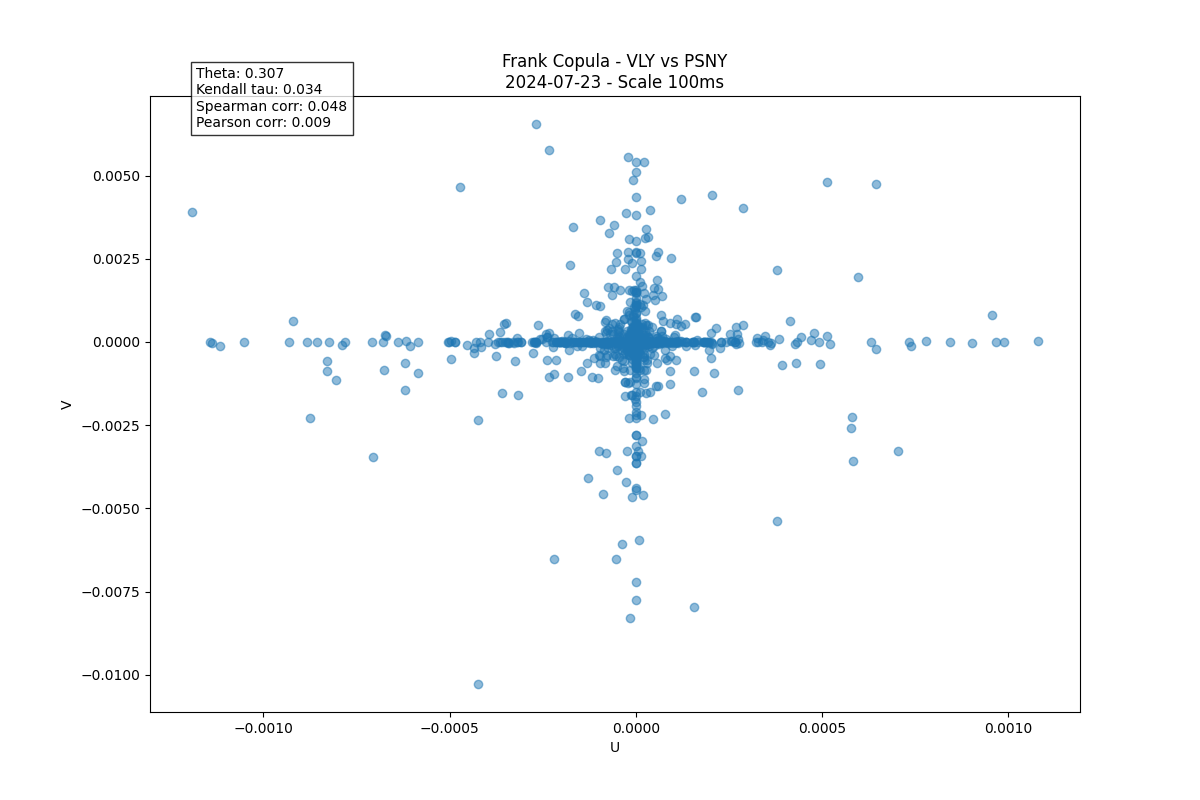 Frank Copula - VLY vs PSNY
2024-07-23 - Scale 100ms
Theta: 0.307
Kendall tau: 0.034
Spearman corr: 0.048
Pearson corr: 0.009
0.0050
0.0025
0.0000
−0.0025
−0.0050
−0.0075
−0.0100
V
−0.0010
−0.0005
0.0000
0.0005
0.0010
U